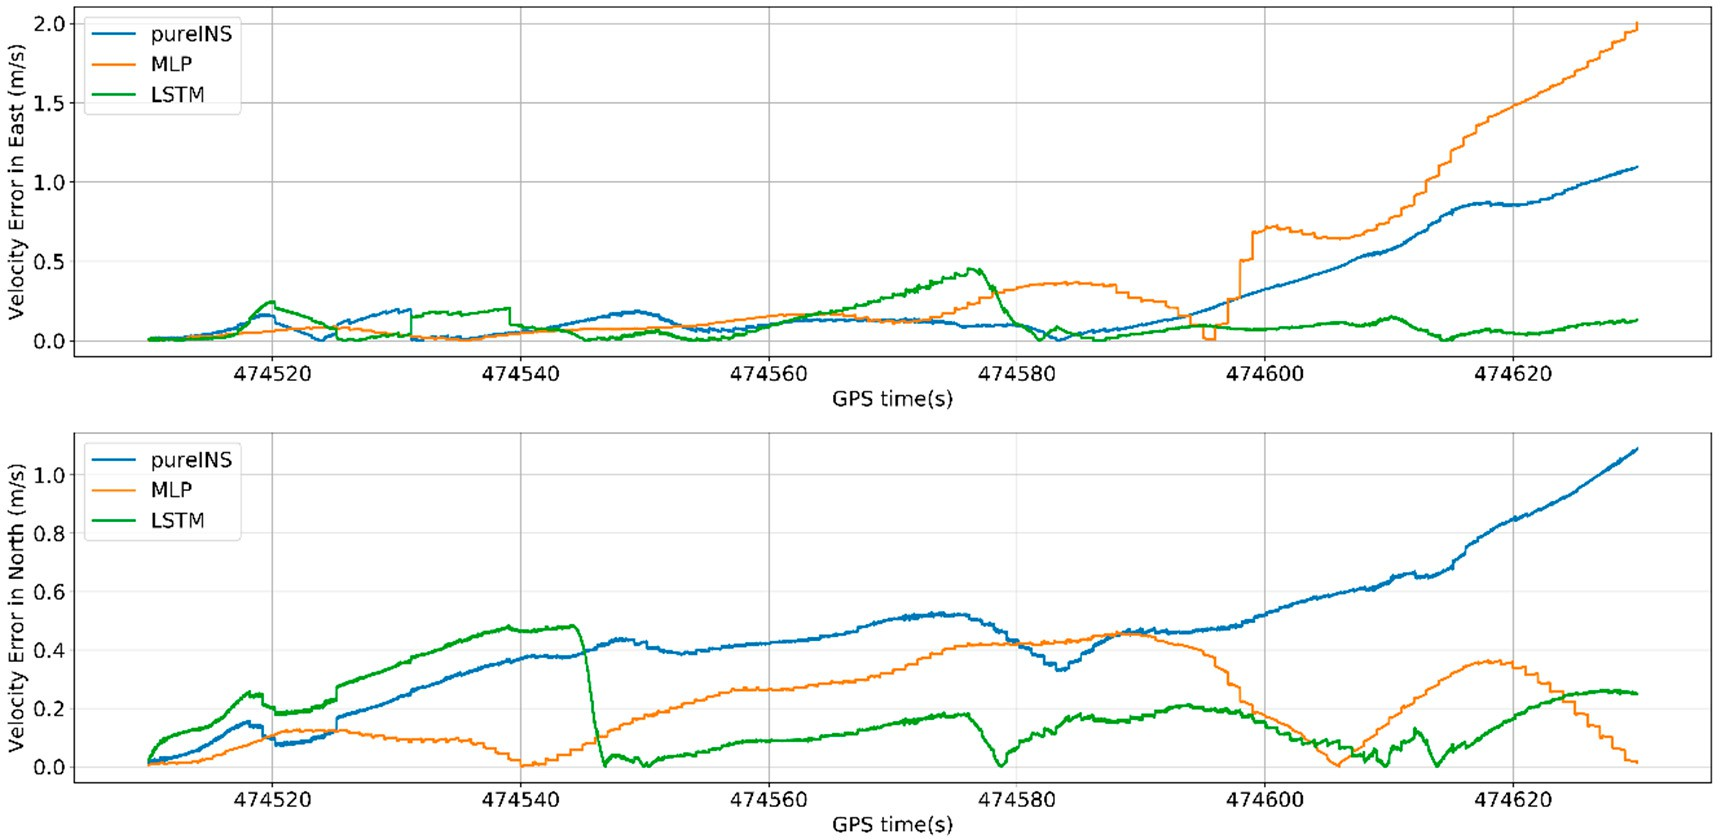 Velocity Error in East (m/s)
2.0
1.5
1.0
0.5
0.0
pureINS
MLP
LSTM
474520 474540 474560 474580 474600 474620
GPS time(s)
Velocity Error in North (m/s)
1.0
0.8
0.6
0.4
0.2
0.0
pureINS
MLP
LSTM
474520 474540 474560 474580 474600 474620
GPS time(s)